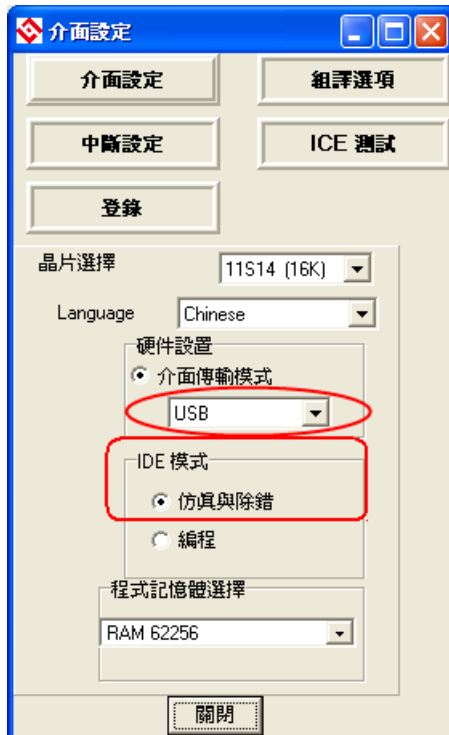 介面設定
介面設定 組譯選項
中斷設定 ICE 測試
登錄
晶片選擇 11S14 (16K)
Language Chinese
硬件設置
介面傳輸模式
USB
IDE 模式
仿真與除錯
編程
程式記憶體選擇
RAM 62256
關閉